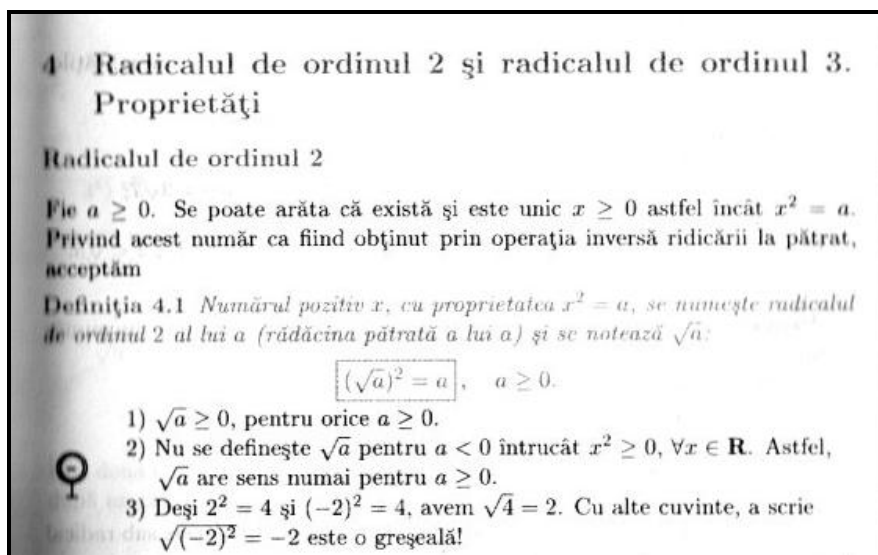 4 Radicalul de ordinul 2 şi radicalul de ordinul 3.
Proprietăţi
Radicalul de ordinul 2
Fie a ≥ 0. Se poate arăta că există şi este unic x ≥ 0 astfel încât x² = a.
Privind acest număr ca fiind obţinut prin operaţia inversă ridicării la pătrat,
acceptăm
Definiţia 4.1 Numărul pozitiv x, cu proprietatea x² = a, se numeşte radicalul
de ordinul 2 al lui a (rădăcina pătrată a lui a) şi se notează √a:
(√a)² = a, a ≥ 0.
1) √a ≥ 0, pentru orice a ≥ 0.
2) Nu se defineşte √a pentru a < 0 întrucât x² ≥ 0, ∀x ∈ R. Astfel,
√a are sens numai pentru a ≥ 0.
3) Deşi 2² = 4 şi (−2)² = 4, avem √4 = 2. Cu alte cuvinte, a scrie
√(−2)² = −2 este o greşeală!